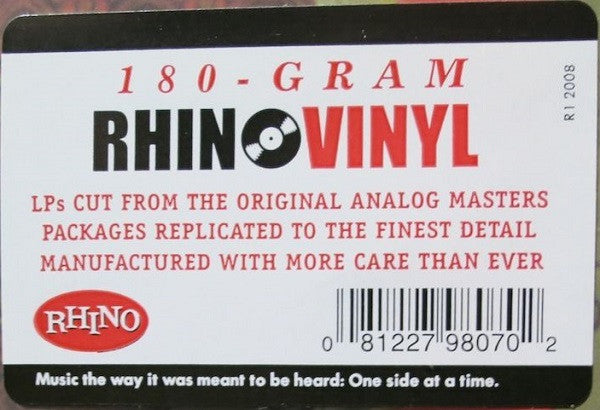 180-GRAM
RHINOVINYL
LPs CUT FROM THE ORIGINAL ANALOG MASTERS
PACKAGES REPLICATED TO THE FINEST DETAIL
MANUFACTURED WITH MORE CARE THAN EVER
RHINO
0 81227 98070 2
Music the way it was meant to be heard: One side at a time.
R1 2008